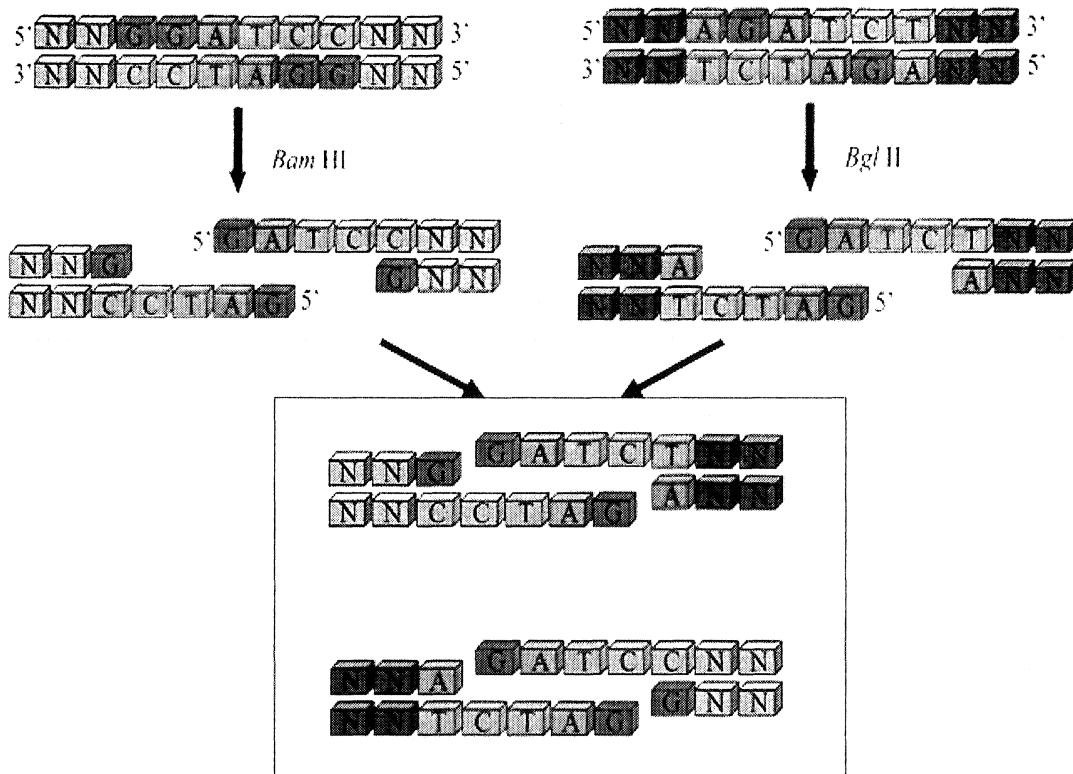 5' N N G G A T C C N N 3'
3' N N C C T A G G N N 5'
5' N N A G A T C T N N 3'
3' N N T C T A G A N N 5'
Bam HI
Bgl II
5' G A T C C N N
N N G
G N N
N N C C T A G 5'
5' G A T C T N N
N N A
A N N
N N T C T A G 5'
G A T C T N N
N N G
A N N
N N C C T A G
G A T C C N N
N N A
G N N
N N T C T A G